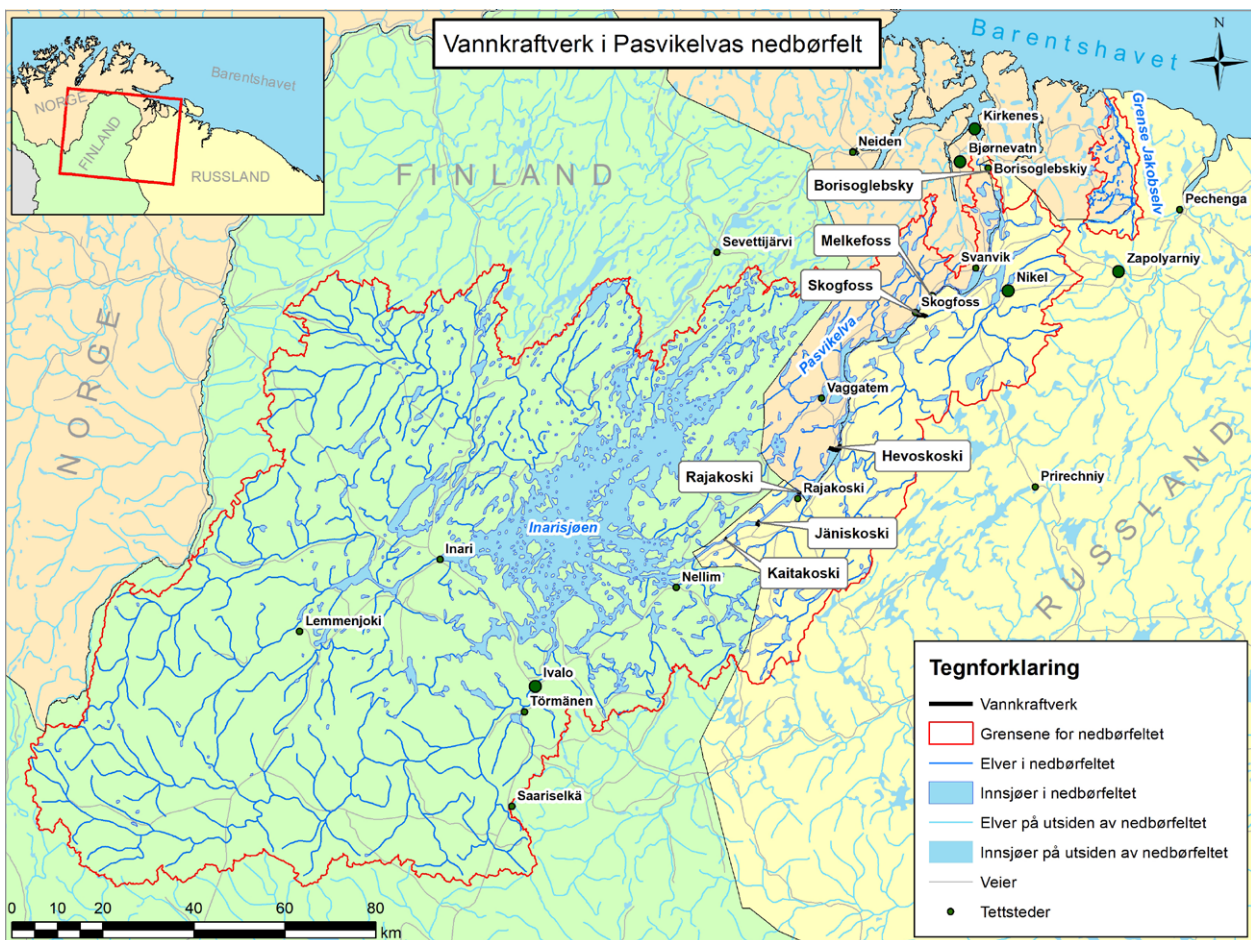 Vannkraftverk i Pasvikelvas nedbørfelt
Barentshavet
NORGE
FINLAND
RUSSLAND
Barentshavet
N
Kirkenes
Bjørnevatn
Neiden
Borisoglebskiy
Borisoglebsky
Grense Jakobselv
Pechenga
FINLAND
Melkefoss
Sevettijärvi
Svanvik
Zapolyarniy
Nikel
Skogfoss
Skogfoss
Pasvikelva
NORGE
Vaggatem
Hevoskoski
Rajakoski
Rajakoski
Prirechniy
RUSSLAND
Inarisjøen
Jäniskoski
Inari
Kaitakoski
Nellim
Lemmenjoki
Ivalo
Törmänen
Saariselkä
Tegnforklaring
Vannkraftverk
Grensene for nedbørfeltet
Elver i nedbørfeltet
Innsjøer i nedbørfeltet
Elver på utsiden av nedbørfeltet
Innsjøer på utsiden av nedbørfeltet
Veier
Tettsteder
0 10 20 40 60 80
km